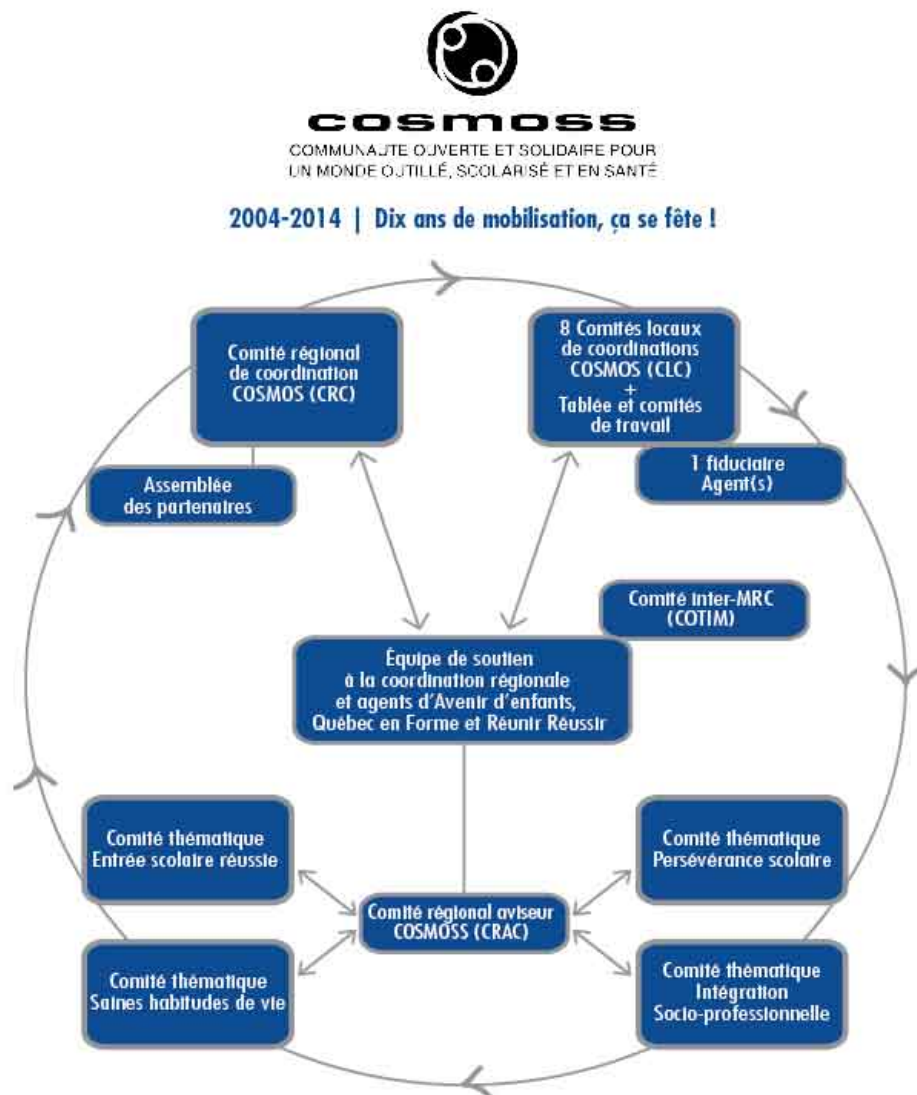 cosmoss
COMMUNAUTE OUVERTE ET SOLIDAIRE POUR
UN MONDE OUTILLÉ, SCOLARISÉ ET EN SANTÉ
2004-2014 | Dix ans de mobilisation, ça se fête !
Comité régional
de coordination
COSMOS (CRC)
8 Comités locaux
de coordinations
COSMOS (CLC)
+
Tablée et comités
de travail
Assemblée
des partenaires
1 fiduciaire
Agent(s)
Comité inter-MRC
(COTIM)
Équipe de soutien
à la coordination régionale
et agents d'Avenir d'enfants,
Québec en Forme et Réunir Réussir
Comité thématique
Entrée scolaire réussie
Comité thématique
Persévérance scolaire
Comité régional aviseur
COSMOSS (CRAC)
Comité thématique
Saines habitudes de vie
Comité thématique
Intégration
Socio-professionnelle